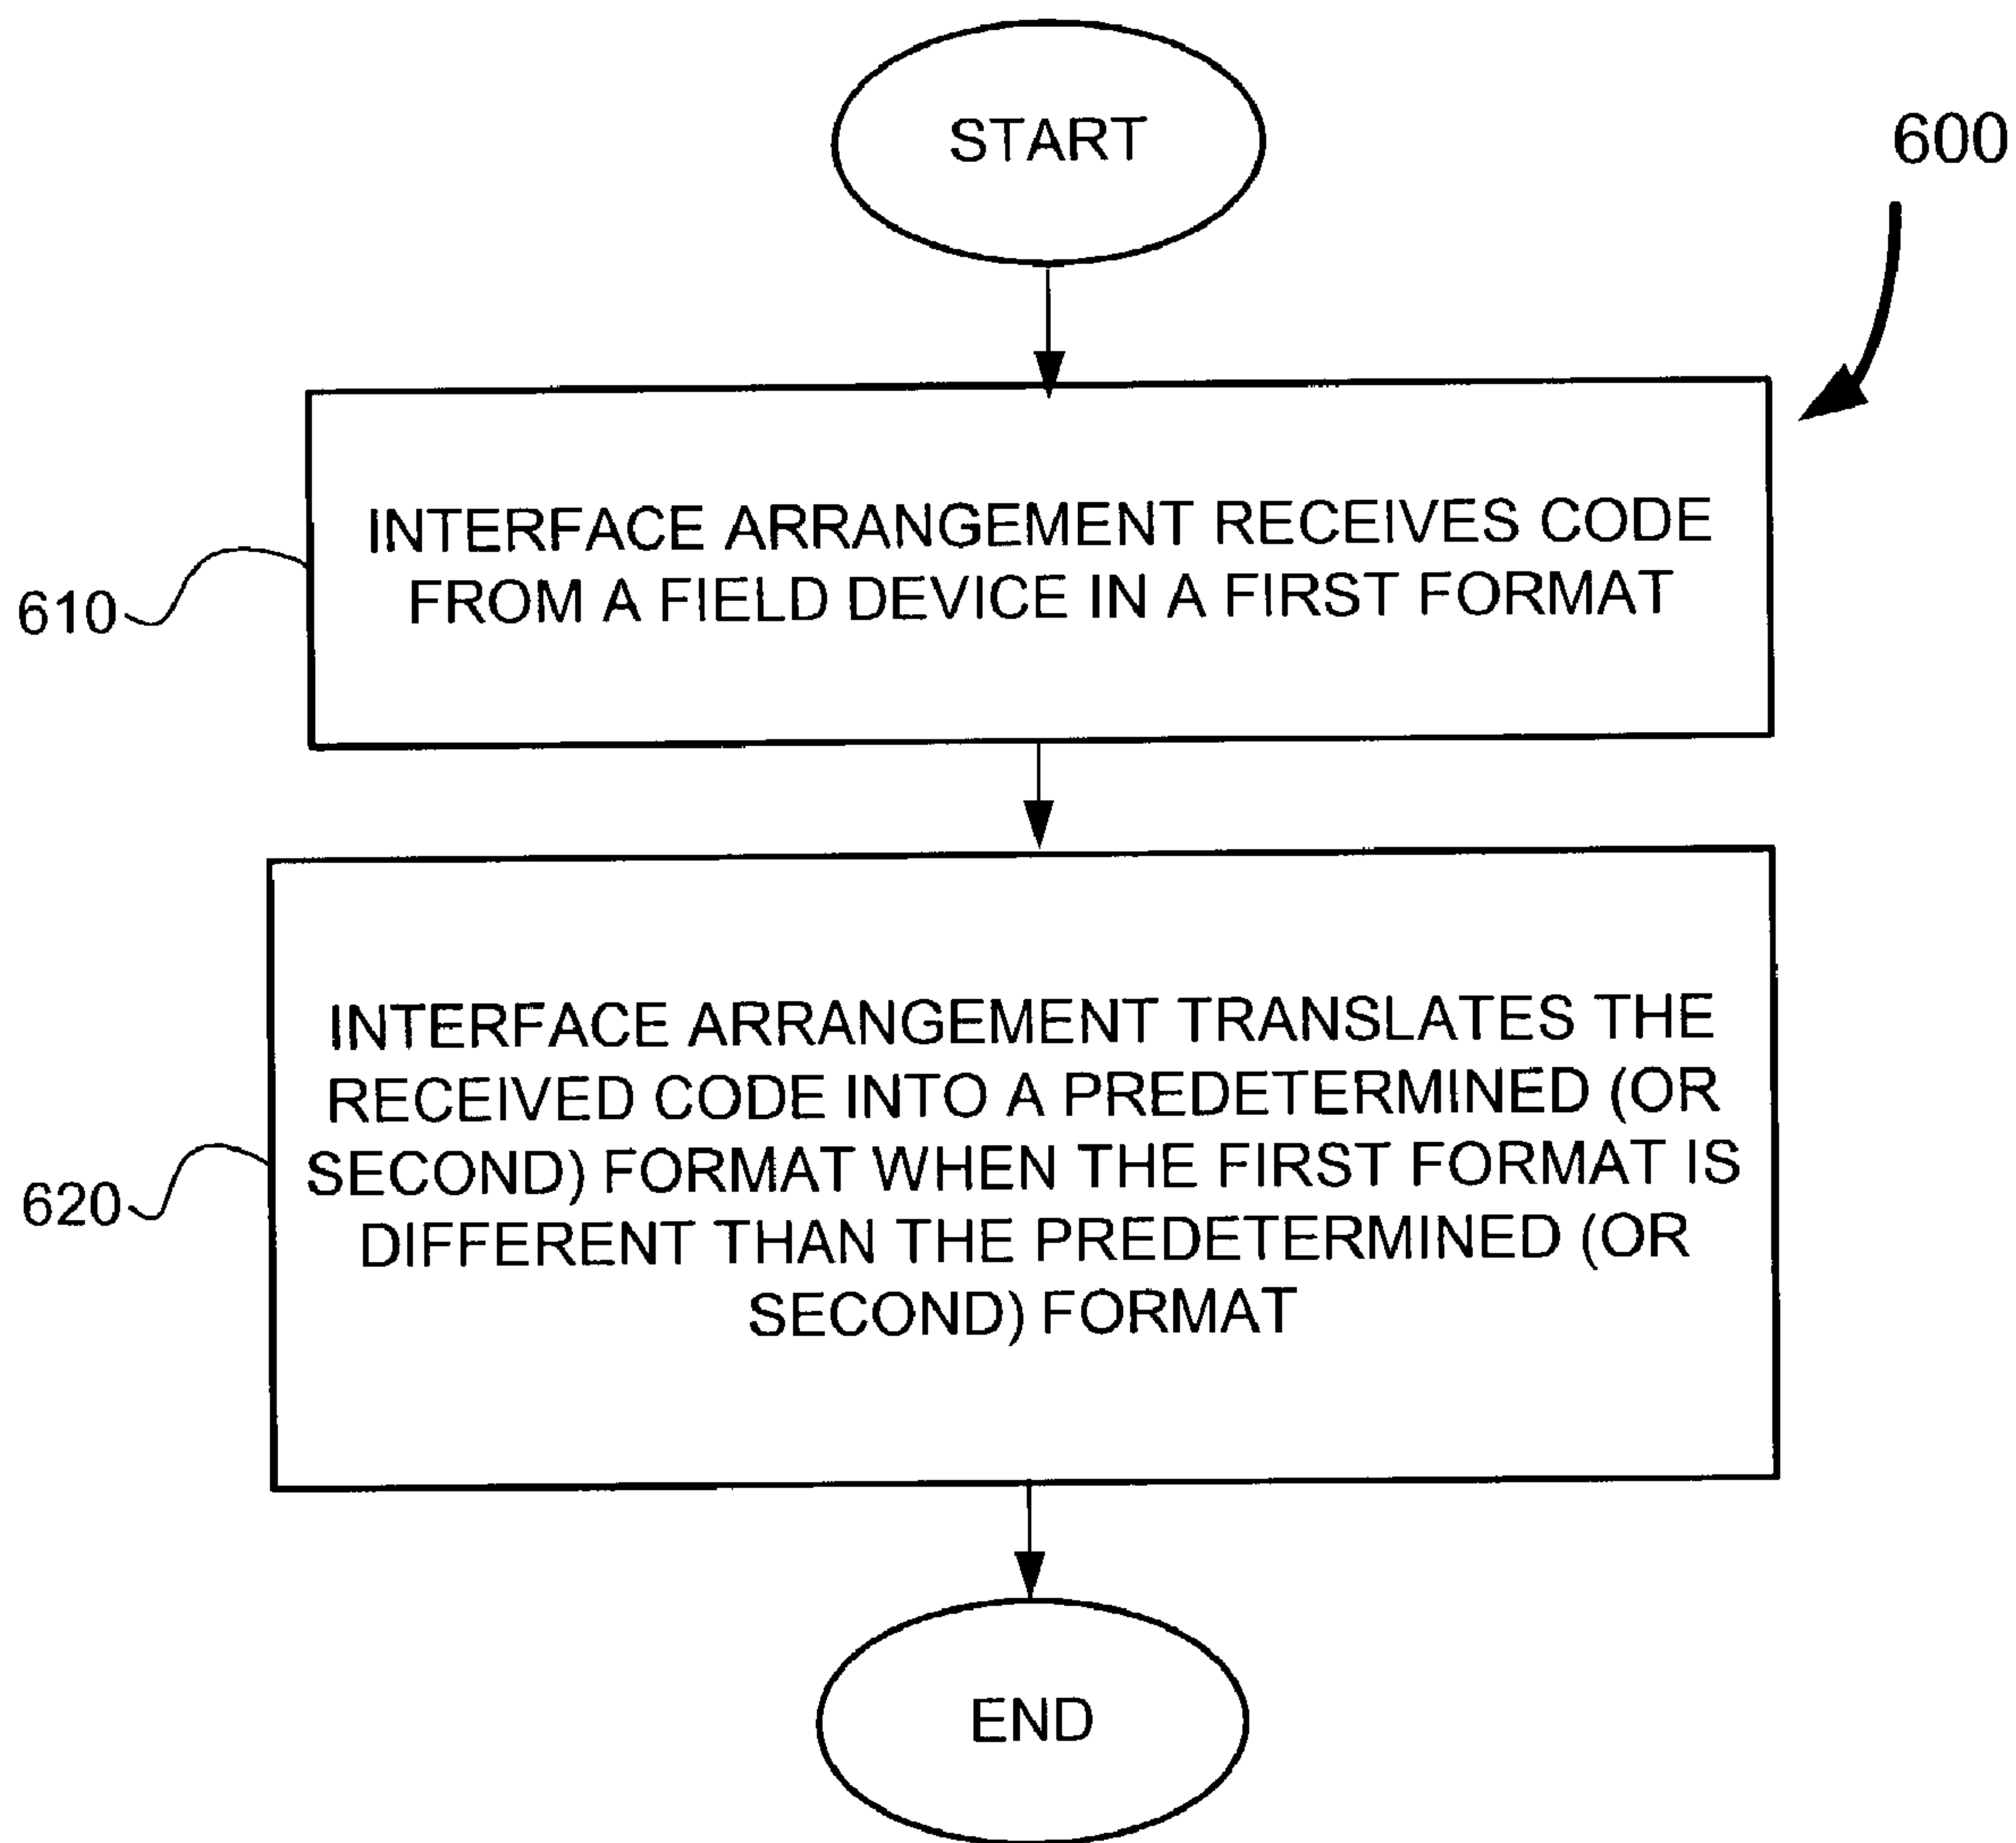 START
600
INTERFACE ARRANGEMENT RECEIVES CODE
FROM A FIELD DEVICE IN A FIRST FORMAT
610
INTERFACE ARRANGEMENT TRANSLATES THE
RECEIVED CODE INTO A PREDETERMINED (OR
SECOND) FORMAT WHEN THE FIRST FORMAT IS
DIFFERENT THAN THE PREDETERMINED (OR
SECOND) FORMAT
620
END